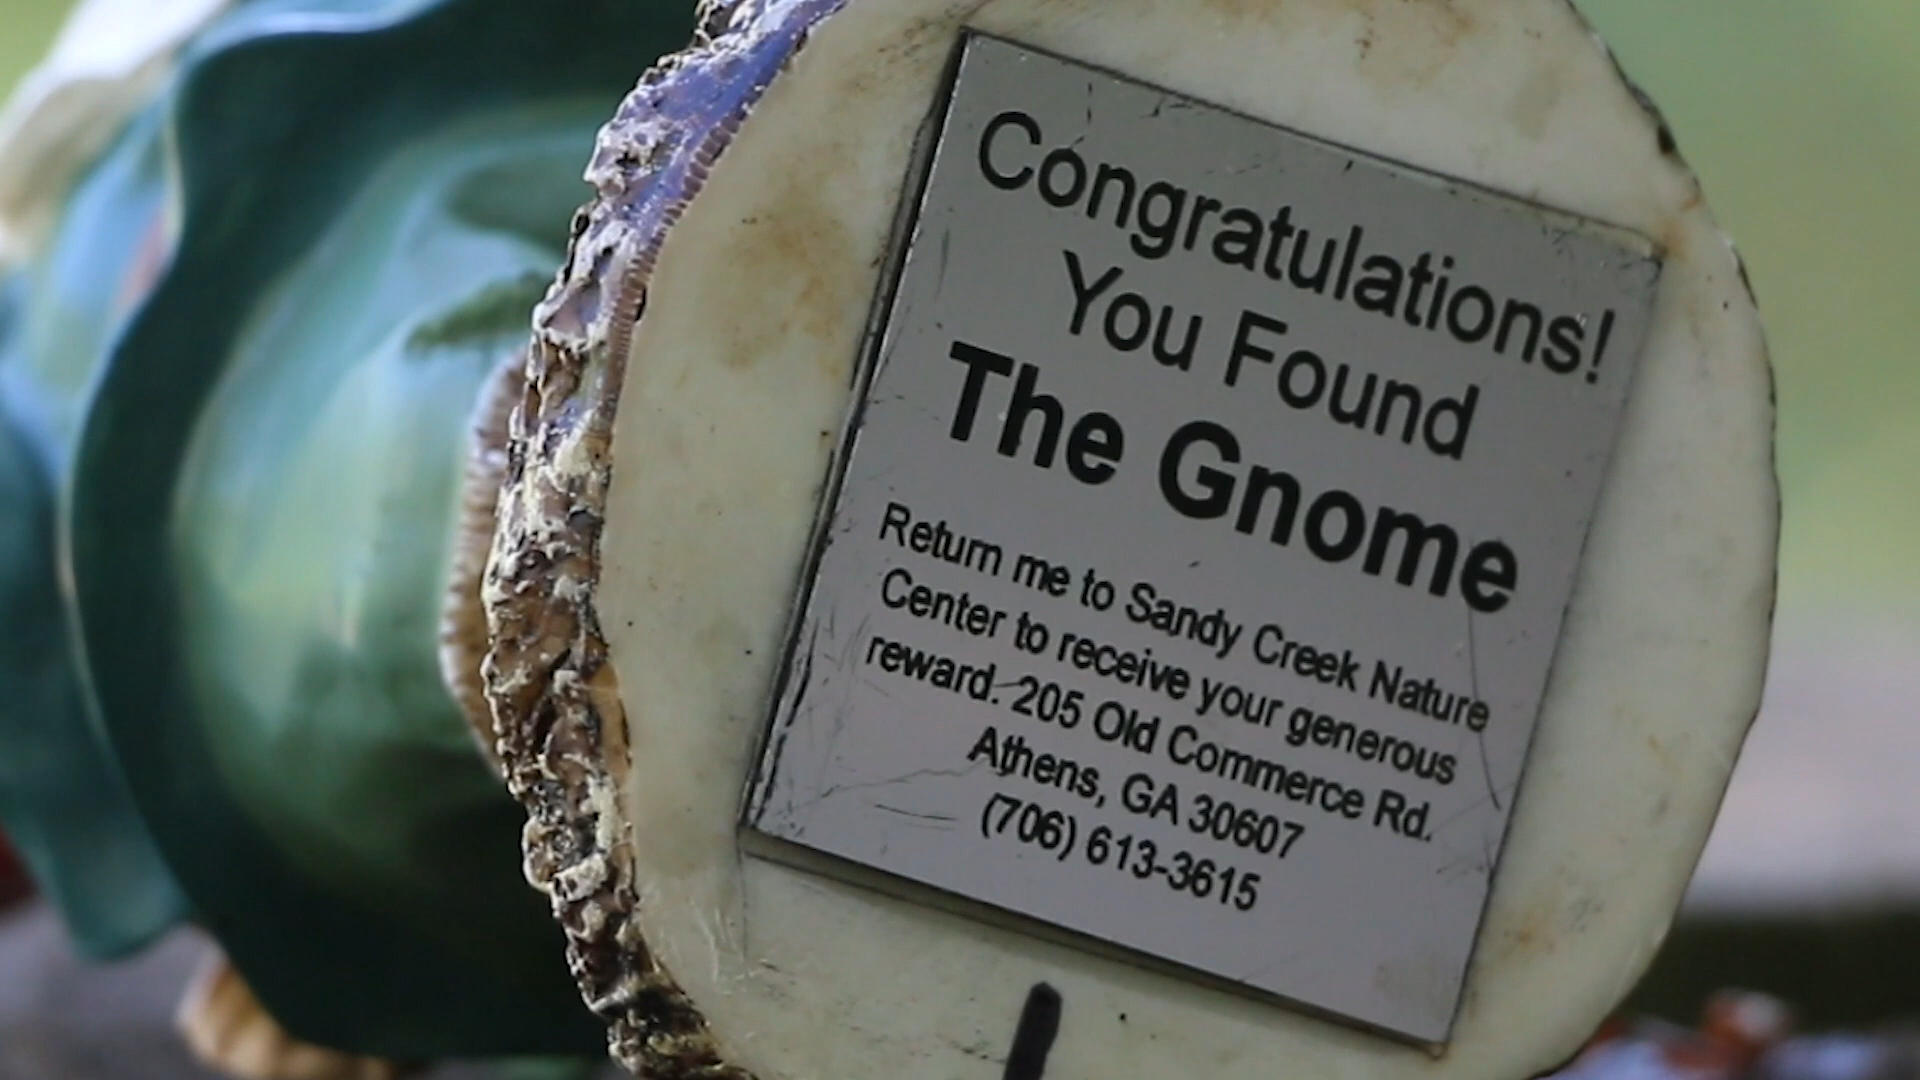 Congratulations!
You Found
The Gnome
Return me to Sandy Creek Nature
Center to receive your generous
reward. 205 Old Commerce Rd.
Athens, GA 30607
(706) 613-3615